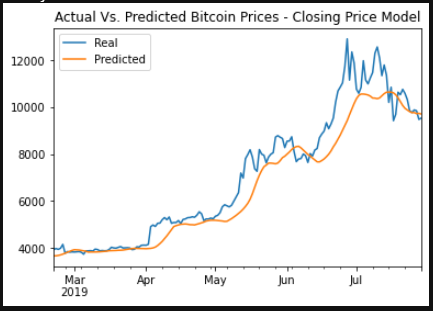 Actual Vs. Predicted Bitcoin Prices - Closing Price Model
Real
Predicted
12000
10000
8000
6000
4000
Mar Apr May Jun Jul
2019